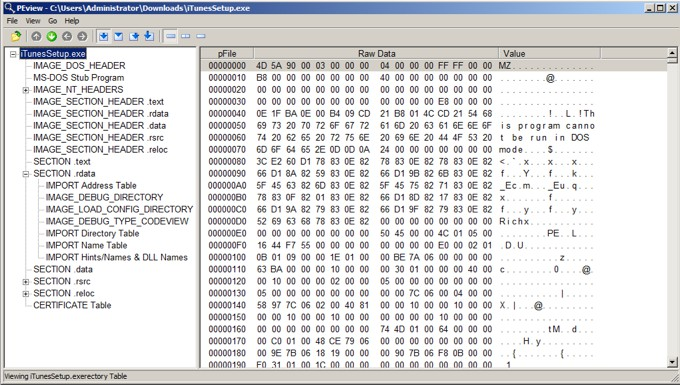 PEview - C:\Users\Administrator\Downloads\iTunesSetup.exe
File View Go Help
pFile Raw Data Value
iTunesSetup.exe
IMAGE_DOS_HEADER
MS-DOS Stub Program
IMAGE_NT_HEADERS
IMAGE_SECTION_HEADER .text
IMAGE_SECTION_HEADER .rdata
IMAGE_SECTION_HEADER .data
IMAGE_SECTION_HEADER .rsrc
IMAGE_SECTION_HEADER .reloc
SECTION .text
SECTION .rdata
IMPORT Address Table
IMAGE_DEBUG_DIRECTORY
IMAGE_LOAD_CONFIG_DIRECTORY
IMAGE_DEBUG_TYPE_CODEVIEW
IMPORT Directory Table
IMPORT Name Table
IMPORT Hints/Names & DLL Names
SECTION .data
SECTION .rsrc
SECTION .reloc
CERTIFICATE Table
00000000 4D 5A 90 00 03 00 00 00 04 00 00 00 FF FF 00 00 MZ..............
00000010 B8 00 00 00 00 00 00 00 40 00 00 00 00 00 00 00 ........@.......
00000020 00 00 00 00 00 00 00 00 00 00 00 00 00 00 00 00 ................
00000030 00 00 00 00 00 00 00 00 00 00 00 00 E8 00 00 00 ................
00000040 0E 1F BA 0E 00 B4 09 CD 21 B8 01 4C CD 21 54 68 ........!..L.!Th
00000050 69 73 20 70 72 6F 67 72 61 6D 20 63 61 6E 6E 6F is program canno
00000060 74 20 62 65 20 72 75 6E 20 69 6E 20 44 4F 53 20 t be run in DOS
00000070 6D 6F 64 65 2E 0D 0D 0A 24 00 00 00 00 00 00 00 mode....$.......
00000080 3C E2 60 D1 78 83 0E 82 78 83 0E 82 78 83 0E 82 <.`.x...x...x...
00000090 66 D1 8A 82 59 83 0E 82 66 D1 9B 82 6B 83 0E 82 f...Y...f...k...
000000A0 5F 45 63 82 6D 83 0E 82 5F 45 75 82 71 83 0E 82 _Ec.m..._Eu.q...
000000B0 78 83 0F 82 01 83 0E 82 66 D1 8D 82 17 83 0E 82 x.......f.......
000000C0 66 D1 9A 82 79 83 0E 82 66 D1 9F 82 79 83 0E 82 f...y...f...y...
000000D0 52 69 63 68 78 83 0E 82 00 00 00 00 00 00 00 00 Richx...........
000000E0 00 00 00 00 00 00 00 00 50 45 00 00 4C 01 05 00 ........PE..L...
000000F0 16 44 F7 55 00 00 00 00 00 00 00 00 E0 00 02 01 .D.U............
00000100 0B 01 09 00 00 1E 01 00 00 BE 7A 06 00 00 00 00 ..........z.....
00000110 63 BA 00 00 00 10 00 00 00 30 01 00 00 00 40 00 c........0....@.
00000120 00 10 00 00 00 02 00 00 05 00 00 00 00 00 00 00 ................
00000130 05 00 00 00 00 00 00 00 00 00 7C 06 00 04 00 00 ..........|.....
00000140 58 97 7C 06 02 00 40 81 00 00 10 00 00 10 00 00 X.|...@.........
00000150 00 00 10 00 00 10 00 00 00 00 00 00 10 00 00 00 ................
00000160 00 00 00 00 00 00 00 00 74 4D 01 00 64 00 00 00 ........tM..d...
00000170 00 C0 01 00 48 CE 79 06 00 00 00 00 00 00 00 00 ....H.y.........
00000180 00 9E 7B 06 18 19 00 00 00 90 7B 06 F8 0B 00 00 ..{.......{.....
00000190 F0 31 01 00 1C 00 00 00 00 00 00 00 00 00 00 00 .1..............
Viewing iTunesSetup.exerectory Table